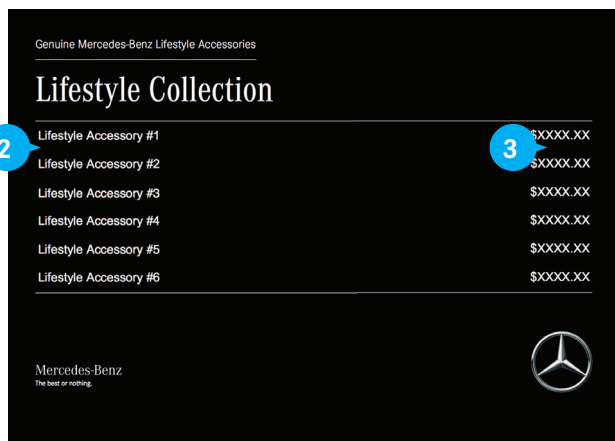 Genuine Mercedes-Benz Lifestyle Accessories
Lifestyle Collection
Lifestyle Accessory #1 $XXXX.XX
2 3
Lifestyle Accessory #2 $XXXX.XX
Lifestyle Accessory #3 $XXXX.XX
Lifestyle Accessory #4 $XXXX.XX
Lifestyle Accessory #5 $XXXX.XX
Lifestyle Accessory #6 $XXXX.XX
Mercedes-Benz
The best or nothing.